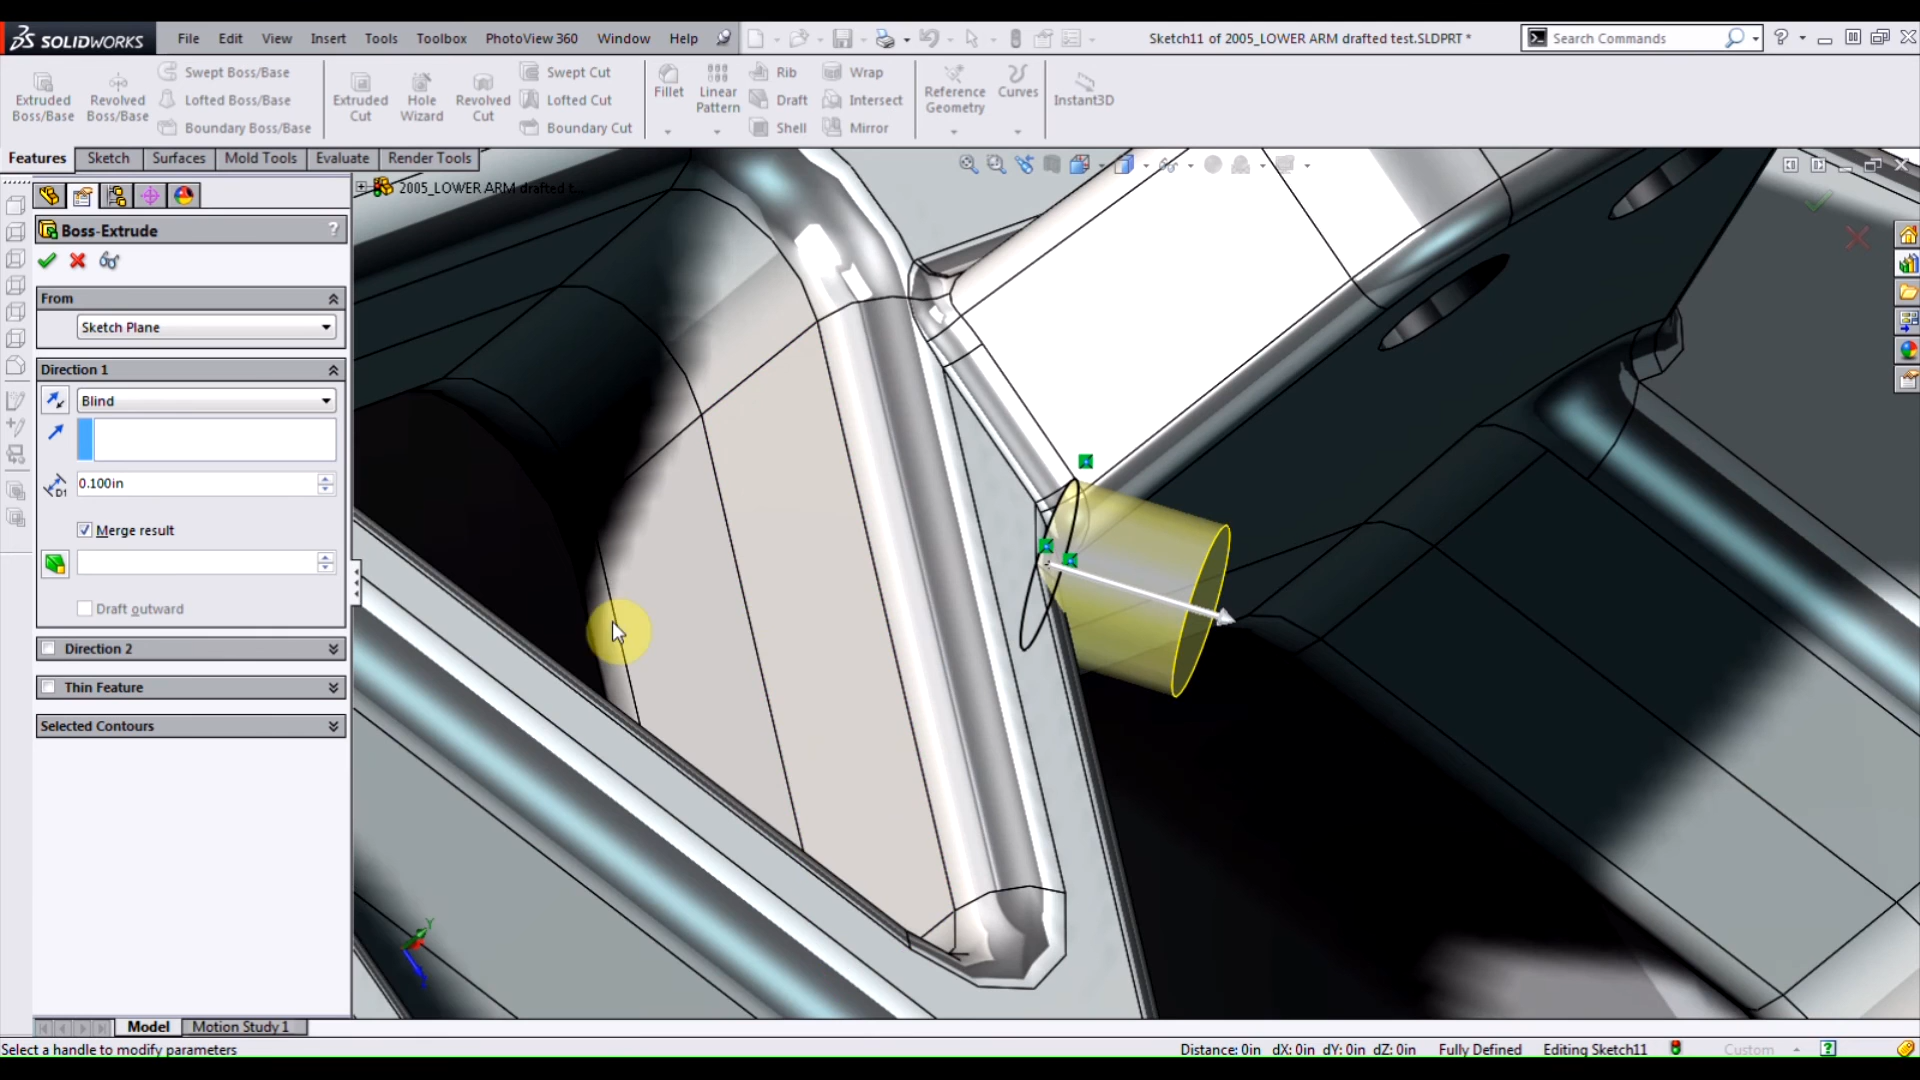 SOLIDWORKS File Edit View Insert Tools Toolbox PhotoView 360 Window Help Sketch11 of 2005_LOWER ARM drafted test.SLDPRT * Search Commands ?
Extruded Boss/Base
Revolved Boss/Base
Swept Boss/Base
Lofted Boss/Base
Boundary Boss/Base
Extruded Cut
Hole Wizard
Revolved Cut
Swept Cut
Lofted Cut
Boundary Cut
Fillet
Linear Pattern
Rib
Draft
Shell
Wrap
Intersect
Mirror
Reference Geometry
Curves
Instant3D
Features Sketch Surfaces Mold Tools Evaluate Render Tools
2005_LOWER ARM drafted t...
Boss-Extrude ?
From
Sketch Plane
Direction 1
Blind
D1 0.100in
Merge result
Draft outward
Direction 2
Thin Feature
Selected Contours
Y
Model Motion Study 1
Select a handle to modify parameters Distance: 0in dX: 0in dY: 0in dZ: 0in Fully Defined Editing Sketch11 Custom ?